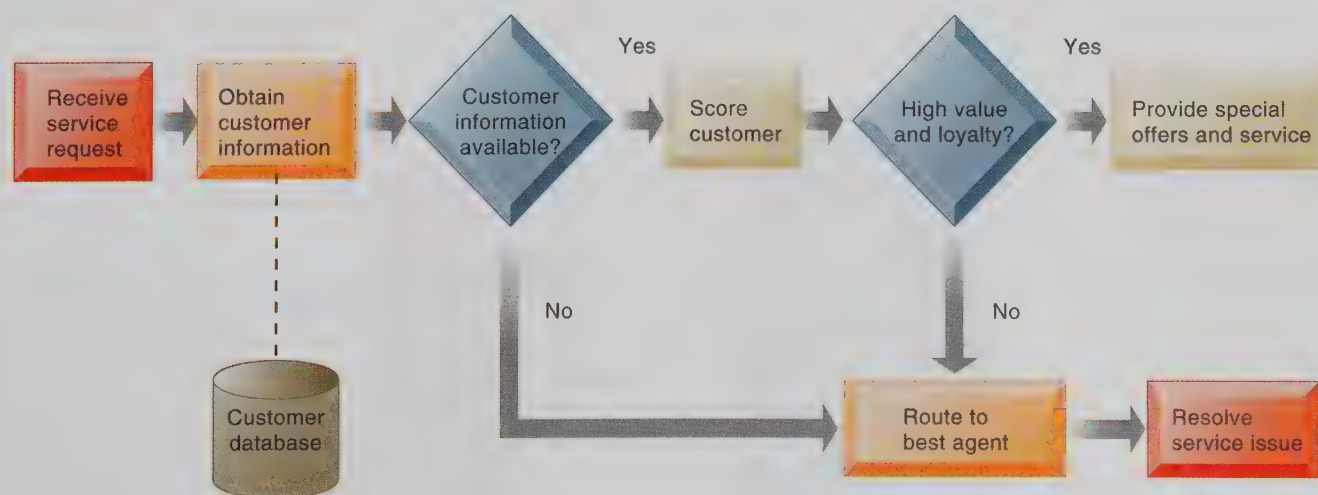 Receive
service
request
Obtain
customer
information
Customer
information
available?
Yes
Score
customer
High value
and loyalty?
Yes
Provide special
offers and service
No
No
Customer
database
Route to
best agent
Resolve
service issue